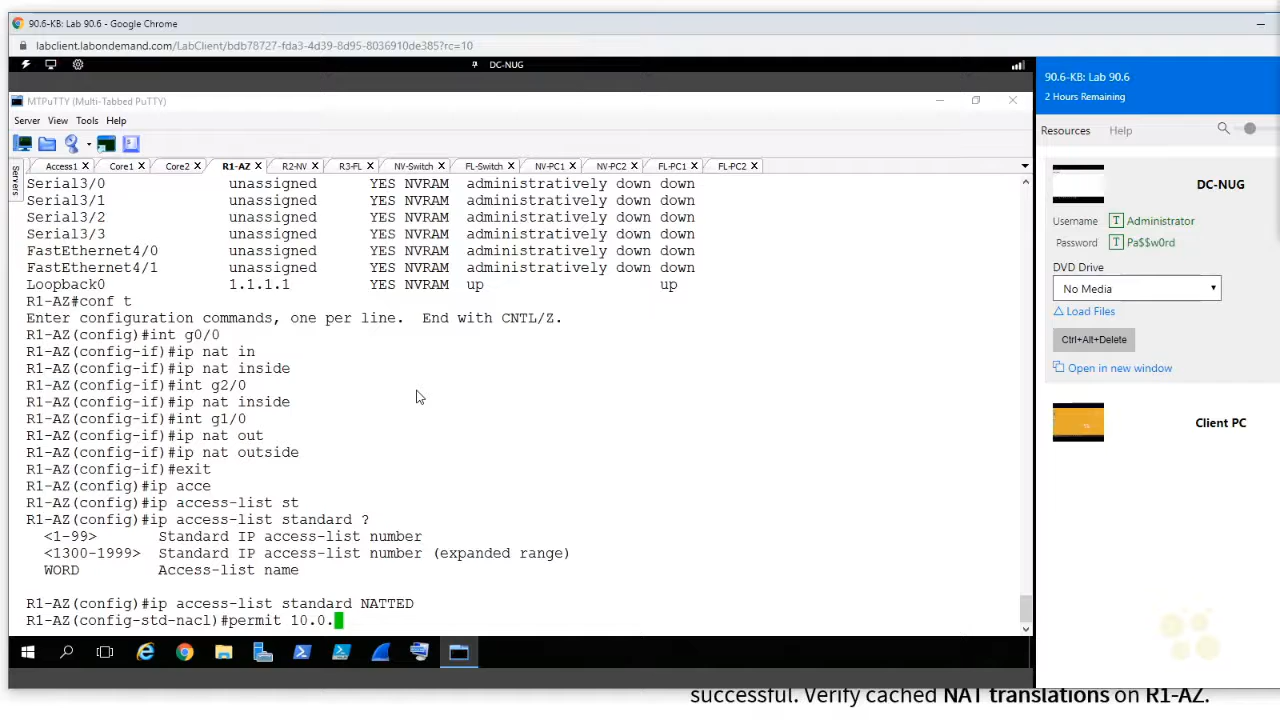 90.6-KB: Lab 90.6 - Google Chrome
labclient.labondemand.com/LabClient/bdb78727-fda3-4d39-8d95-8036910de385?rc=10
DC-NUG
MTPuTTY (Multi-Tabbed PuTTY)
Server View Tools Help
Access1 Core1 Core2 R1-AZ R2-NV R3-FL NV-Switch FL-Switch NV-PC1 NV-PC2 FL-PC1 FL-PC2
Servers
Serial3/0 unassigned YES NVRAM administratively down down
Serial3/1 unassigned YES NVRAM administratively down down
Serial3/2 unassigned YES NVRAM administratively down down
Serial3/3 unassigned YES NVRAM administratively down down
FastEthernet4/0 unassigned YES NVRAM administratively down down
FastEthernet4/1 unassigned YES NVRAM administratively down down
Loopback0 1.1.1.1 YES NVRAM up up
R1-AZ#conf t
Enter configuration commands, one per line. End with CNTL/Z.
R1-AZ(config)#int g0/0
R1-AZ(config-if)#ip nat in
R1-AZ(config-if)#ip nat inside
R1-AZ(config-if)#int g2/0
R1-AZ(config-if)#ip nat inside
R1-AZ(config-if)#int g1/0
R1-AZ(config-if)#ip nat out
R1-AZ(config-if)#ip nat outside
R1-AZ(config-if)#exit
R1-AZ(config)#ip acce
R1-AZ(config)#ip access-list st
R1-AZ(config)#ip access-list standard ?
<1-99> Standard IP access-list number
<1300-1999> Standard IP access-list number (expanded range)
WORD Access-list name
R1-AZ(config)#ip access-list standard NATTED
R1-AZ(config-std-nacl)#permit 10.0.
90.6-KB: Lab 90.6
2 Hours Remaining
Resources Help
DC-NUG
Username T Administrator
Password T Pa$$w0rd
DVD Drive
No Media
Load Files
Ctrl+Alt+Delete
Open in new window
Client PC
successful. Verify cached NAT translations on R1-AZ.